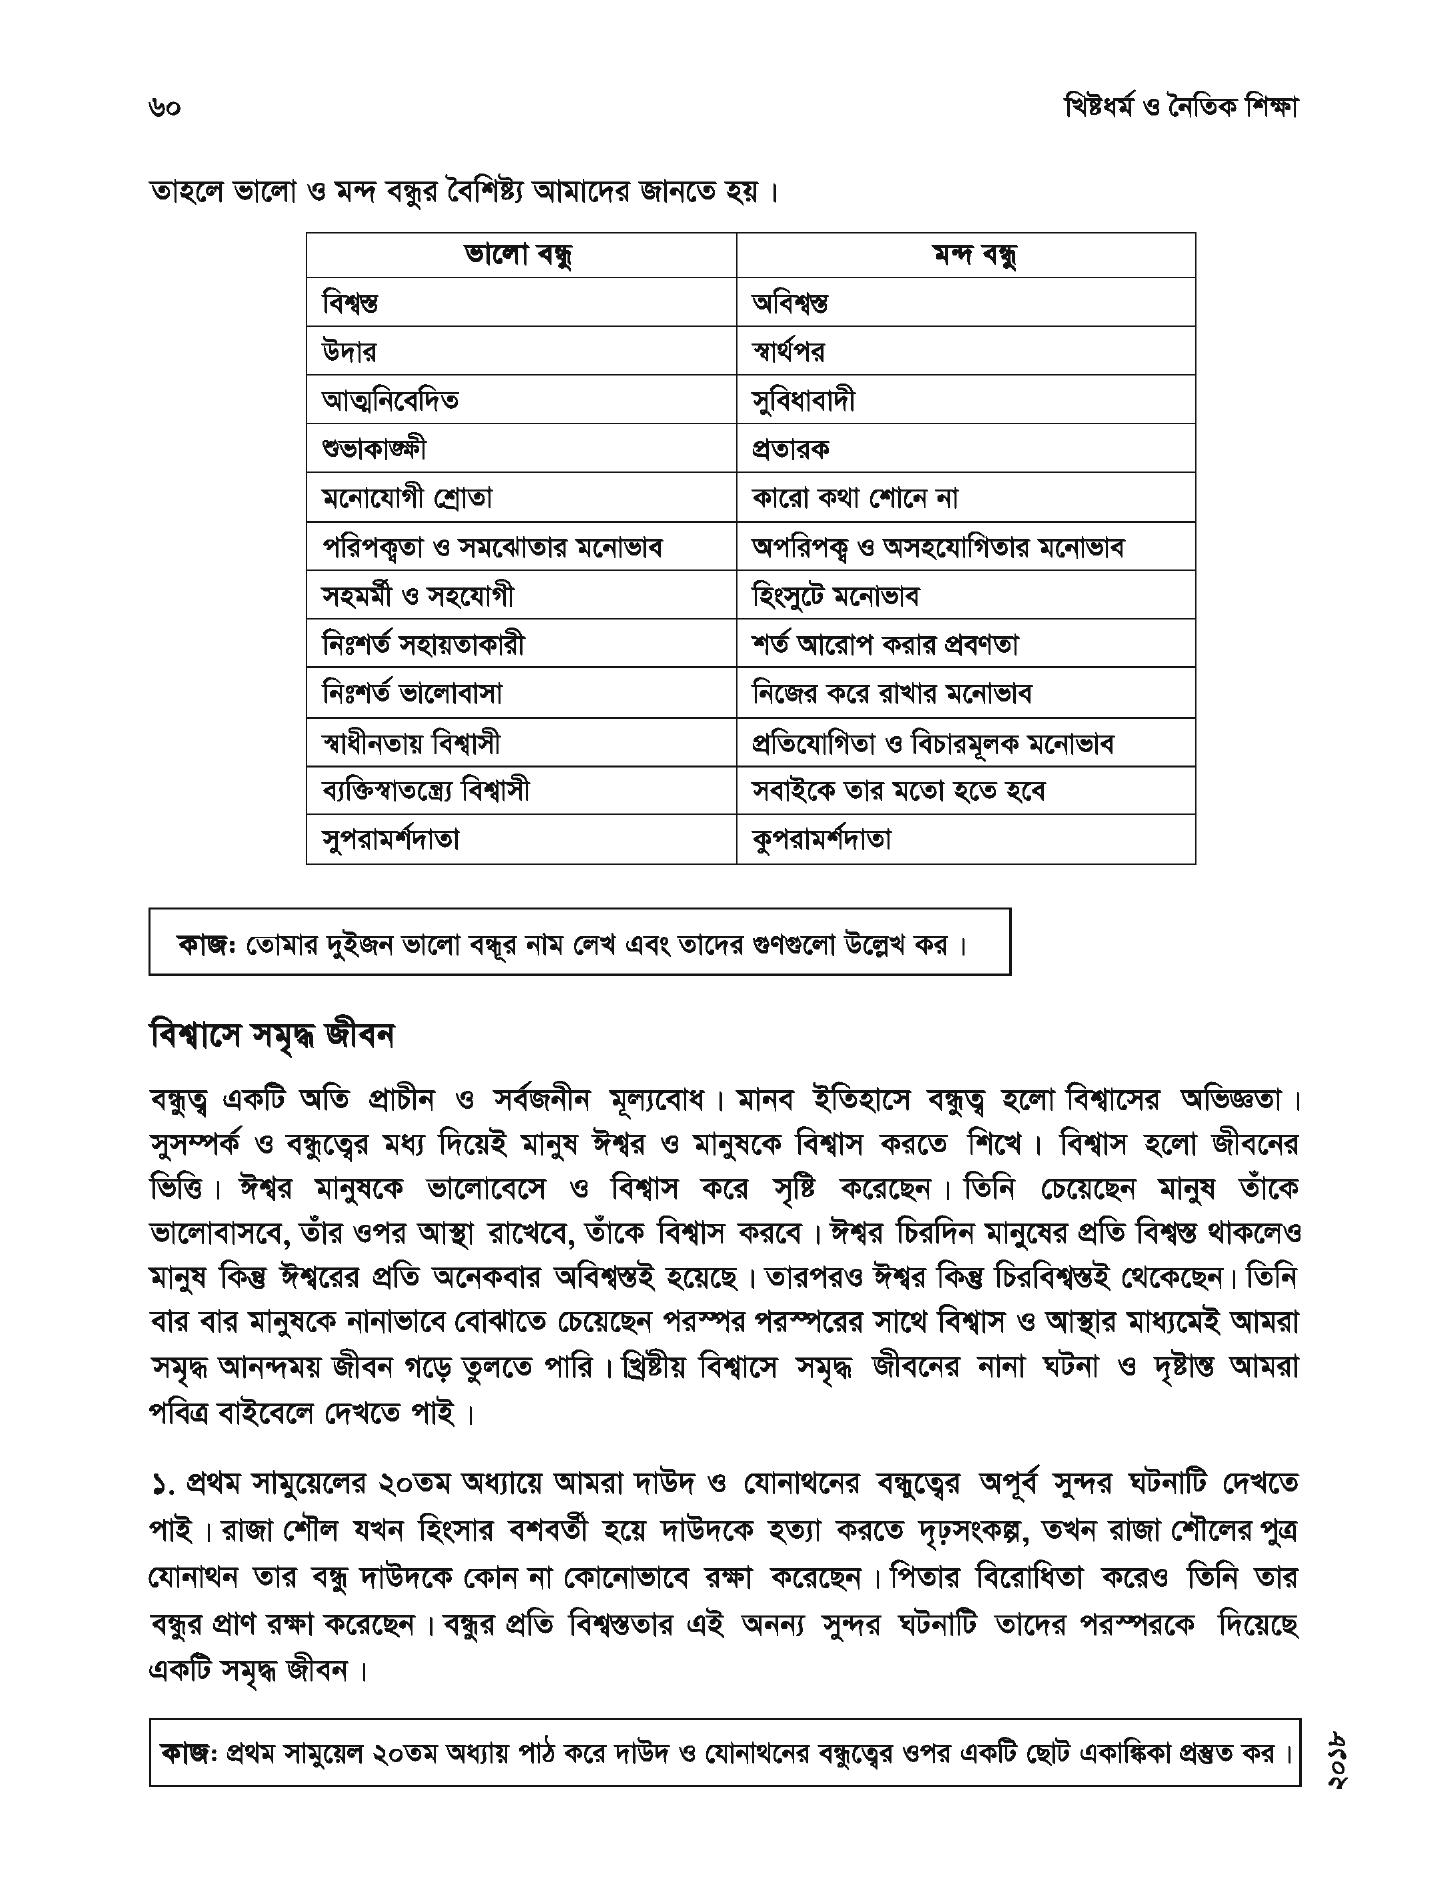 ৬০ খ্রিষ্টধর্ম ও নৈতিক শিক্ষা
তাহলে ভালো ও মন্দ বন্ধুর বৈশিষ্ট্য আমাদের জানতে হয়।
ভালো বন্ধু মন্দ বন্ধু
বিশ্বস্ত অবিশ্বস্ত
উদার স্বার্থপর
আত্মনিবেদিত সুবিধাবাদী
শুভাকাঙ্ক্ষী প্রতারক
মনোযোগী শ্রোতা কারো কথা শোনে না
পরিপক্বতা ও সমঝোতার মনোভাব অপরিপক্ব ও অসহযোগিতার মনোভাব
সহমর্মী ও সহযোগী হিংসুটে মনোভাব
নিঃশর্ত সহায়তাকারী শর্ত আরোপ করার প্রবণতা
নিঃশর্ত ভালোবাসা নিজের করে রাখার মনোভাব
স্বাধীনতায় বিশ্বাসী প্রতিযোগিতা ও বিচারমূলক মনোভাব
ব্যক্তিস্বাতন্ত্র্যে বিশ্বাসী সবাইকে তার মতো হতে হবে
সুপরামর্শদাতা কুপরামর্শদাতা
কাজ: তোমার দুইজন ভালো বন্ধূর নাম লেখ এবং তাদের গুণগুলো উল্লেখ কর।
বিশ্বাসে সমৃদ্ধ জীবন
বন্ধুত্ব একটি অতি প্রাচীন ও সর্বজনীন মূল্যবোধ। মানব ইতিহাসে বন্ধুত্ব হলো বিশ্বাসের অভিজ্ঞতা।
সুসম্পর্ক ও বন্ধুত্বের মধ্য দিয়েই মানুষ ঈশ্বর ও মানুষকে বিশ্বাস করতে শিখে। বিশ্বাস হলো জীবনের
ভিত্তি। ঈশ্বর মানুষকে ভালোবেসে ও বিশ্বাস করে সৃষ্টি করেছেন। তিনি চেয়েছেন মানুষ তাঁকে
ভালোবাসবে, তাঁর ওপর আস্থা রাখেবে, তাঁকে বিশ্বাস করবে। ঈশ্বর চিরদিন মানুষের প্রতি বিশ্বস্ত থাকলেও
মানুষ কিন্তু ঈশ্বরের প্রতি অনেকবার অবিশ্বস্তই হয়েছে। তারপরও ঈশ্বর কিন্তু চিরবিশ্বস্তই থেকেছেন। তিনি
বার বার মানুষকে নানাভাবে বোঝাতে চেয়েছেন পরস্পর পরস্পরের সাথে বিশ্বাস ও আস্থার মাধ্যমেই আমরা
সমৃদ্ধ আনন্দময় জীবন গড়ে তুলতে পারি। খ্রিষ্টীয় বিশ্বাসে সমৃদ্ধ জীবনের নানা ঘটনা ও দৃষ্টান্ত আমরা
পবিত্র বাইবেলে দেখতে পাই।
১. প্রথম সামুয়েলের ২০তম অধ্যায়ে আমরা দাউদ ও যোনাথনের বন্ধুত্বের অপূর্ব সুন্দর ঘটনাটি দেখতে
পাই। রাজা শৌল যখন হিংসার বশবর্তী হয়ে দাউদকে হত্যা করতে দৃঢ়সংকল্প, তখন রাজা শৌলের পুত্র
যোনাথন তার বন্ধু দাউদকে কোন না কোনোভাবে রক্ষা করেছেন। পিতার বিরোধিতা করেও তিনি তার
বন্ধুর প্রাণ রক্ষা করেছেন। বন্ধুর প্রতি বিশ্বস্ততার এই অনন্য সুন্দর ঘটনাটি তাদের পরস্পরকে দিয়েছে
একটি সমৃদ্ধ জীবন।
কাজ: প্রথম সামুয়েল ২০তম অধ্যায় পাঠ করে দাউদ ও যোনাথনের বন্ধুত্বের ওপর একটি ছোট একাঙ্কিকা প্রস্তুত কর।
২০১৮